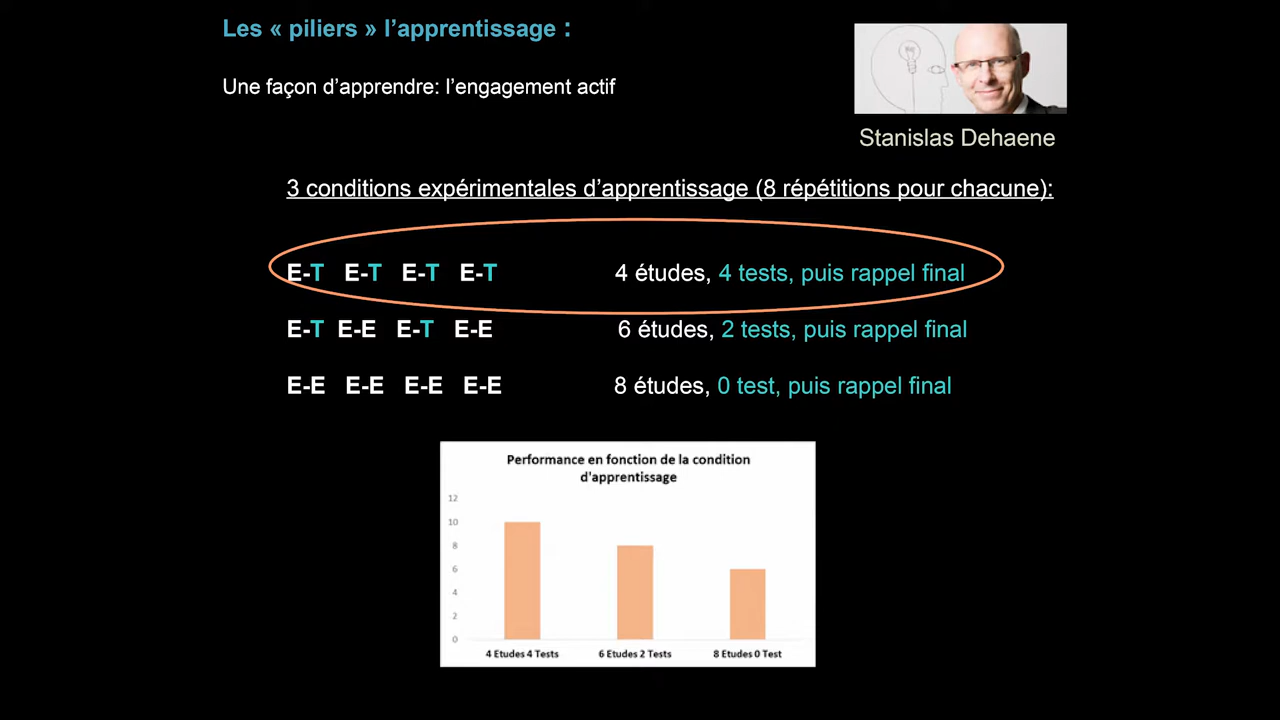 Les « piliers » l’apprentissage :
Une façon d’apprendre: l’engagement actif
Stanislas Dehaene
3 conditions expérimentales d’apprentissage (8 répétitions pour chacune):
E-T E-T E-T E-T 4 études, 4 tests, puis rappel final
E-T E-E E-T E-E 6 études, 2 tests, puis rappel final
E-E E-E E-E E-E 8 études, 0 test, puis rappel final
Performance en fonction de la condition
d’apprentissage
12
10
8
6
4
2
0
4 Etudes 4 Tests 6 Etudes 2 Tests 8 Etudes 0 Test